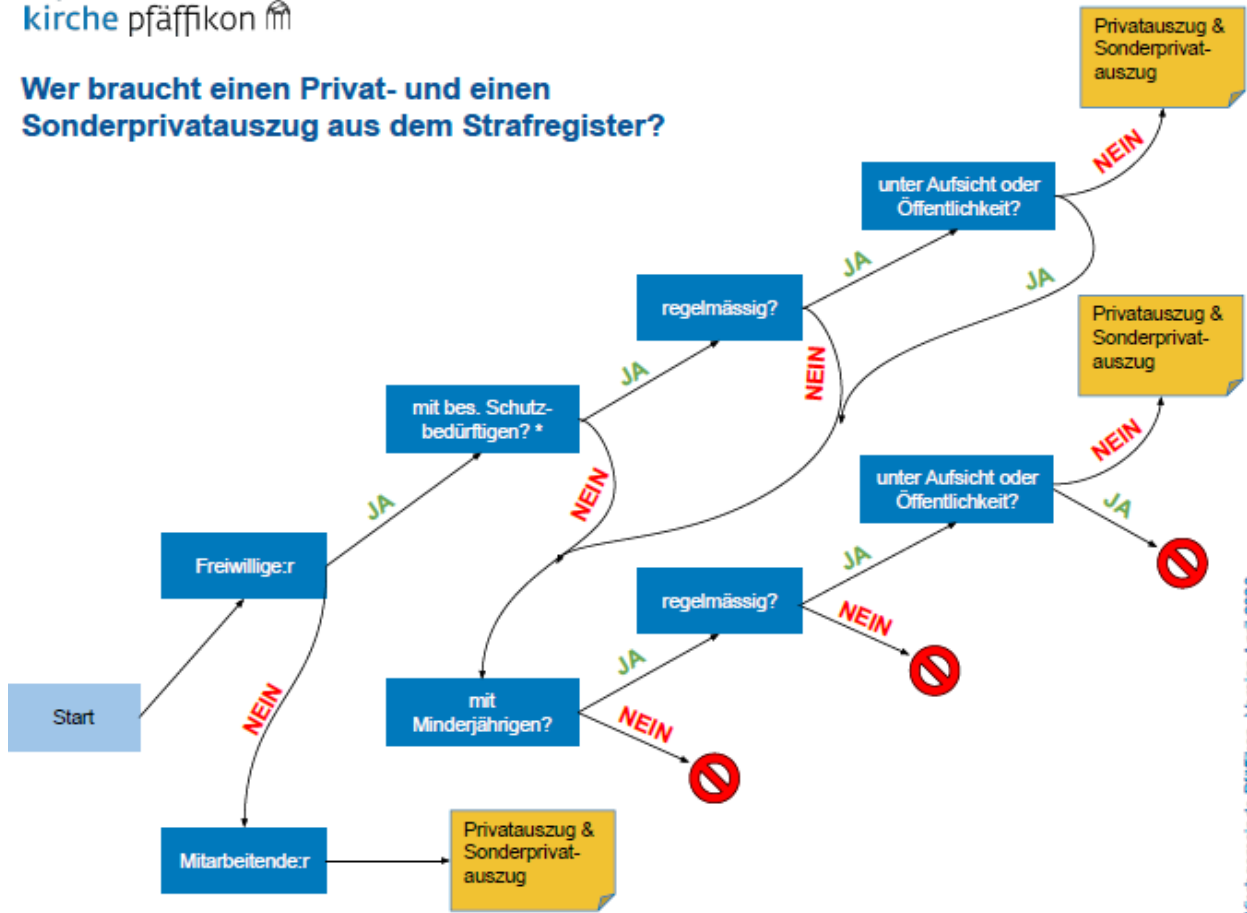 kirche pfäffikon
Wer braucht einen Privat- und einen
Sonderprivatauszug aus dem Strafregister?
Privatauszug &
Sonderprivat-
auszug
NEIN
unter Aufsicht oder
Öffentlichkeit?
JA
JA
regelmässig?
NEIN
JA
mit bes. Schutz-
bedürftigen? *
NEIN
JA
Freiwillige:r
NEIN
Start
Privatauszug &
Sonderprivat-
auszug
NEIN
unter Aufsicht oder
Öffentlichkeit?
JA
JA
regelmässig?
NEIN
JA
mit
Minderjährigen?
NEIN
Mitarbeitende:r
Privatauszug &
Sonderprivat-
auszug